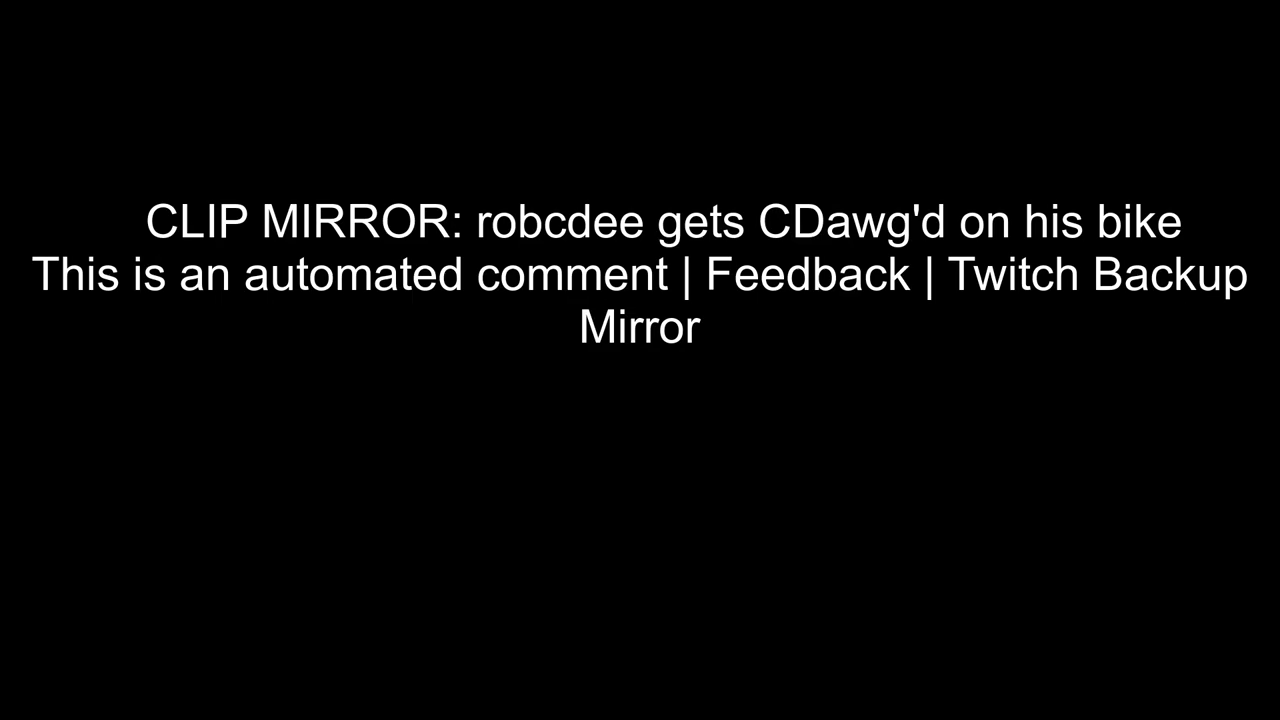 CLIP MIRROR: robcdee gets CDawg'd on his bike
This is an automated comment | Feedback | Twitch Backup
Mirror